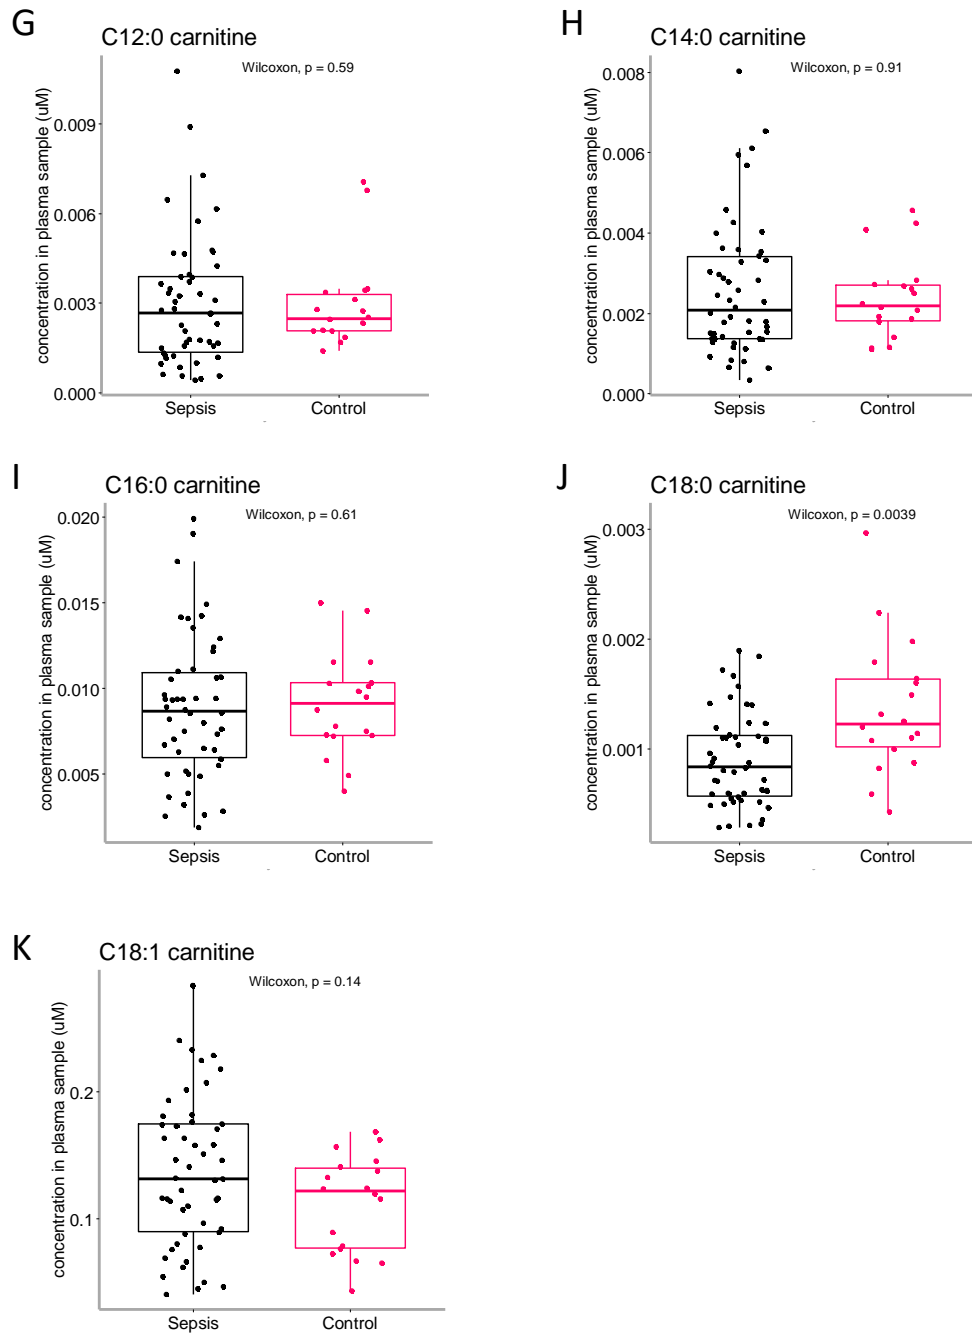 G
C12:0 carnitine
Wilcoxon, p = 0.59
concentration in plasma sample (uM)
0.009
0.006
0.003
0.000
Sepsis
Control
H
C14:0 carnitine
Wilcoxon, p = 0.91
concentration in plasma sample (uM)
0.008
0.006
0.004
0.002
0.000
Sepsis
Control
I
C16:0 carnitine
Wilcoxon, p = 0.61
concentration in plasma sample (uM)
0.020
0.015
0.010
0.005
Sepsis
Control
J
C18:0 carnitine
Wilcoxon, p = 0.0039
concentration in plasma sample (uM)
0.003
0.002
0.001
Sepsis
Control
K
C18:1 carnitine
Wilcoxon, p = 0.14
concentration in plasma sample (uM)
0.2
0.1
Sepsis
Control